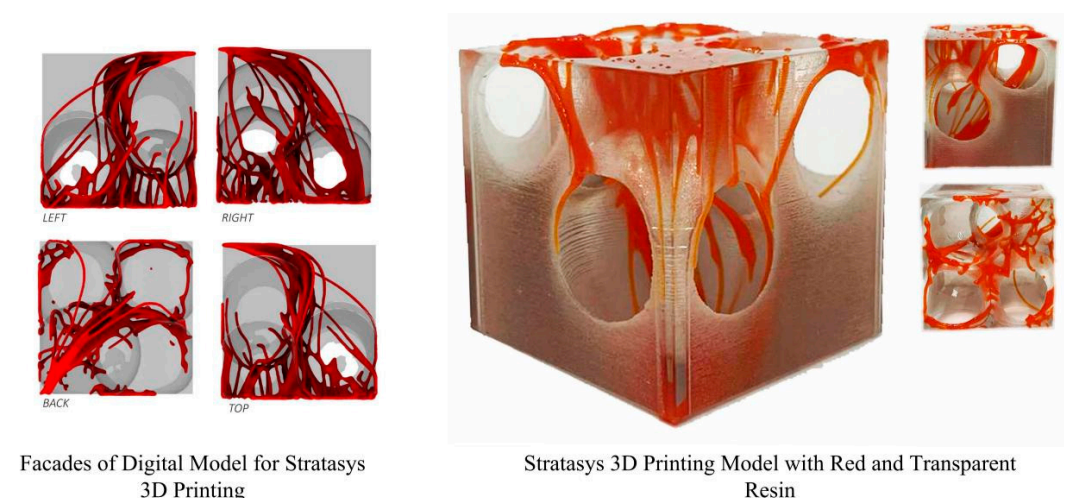 LEFT
RIGHT
BACK
TOP
Facades of Digital Model for Stratasys
3D Printing
Stratasys 3D Printing Model with Red and Transparent
Resin